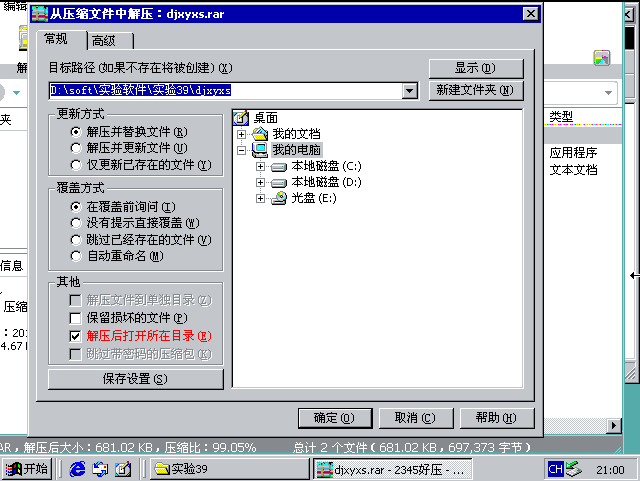 编辑
从压缩文件中解压：djxyxs.rar
常规
高级
目标路径 (如果不存在将被创建) (X)
显示 (D)
D:\soft\实验软件\实验39\djxyxs
新建文件夹 (N)
解
夹
更新方式
解压并替换文件 (R)
解压并更新文件 (U)
仅更新已存在的文件 (Y)
覆盖方式
在覆盖前询问 (I)
没有提示直接覆盖 (W)
跳过已经存在的文件 (V)
自动重命名 (M)
其他
解压文件到单独目录 (Z)
保留损坏的文件 (P)
解压后打开所在目录 (E)
跳过带密码的压缩包 (K)
保存设置 (S)
桌面
我的文档
我的电脑
本地磁盘 (C:)
本地磁盘 (D:)
光盘 (E:)
类型
应用程序
文本文档
信息
压缩
：20
4.67
确定 (O)
取消 (C)
帮助 (H)
AR，解压后大小：681.02 KB，压缩比：99.05%
总计 2 个文件（681.02 KB，697,373 字节）
开始
实验39
djxyxs.rar - 2345好压 - ...
CH
21:00